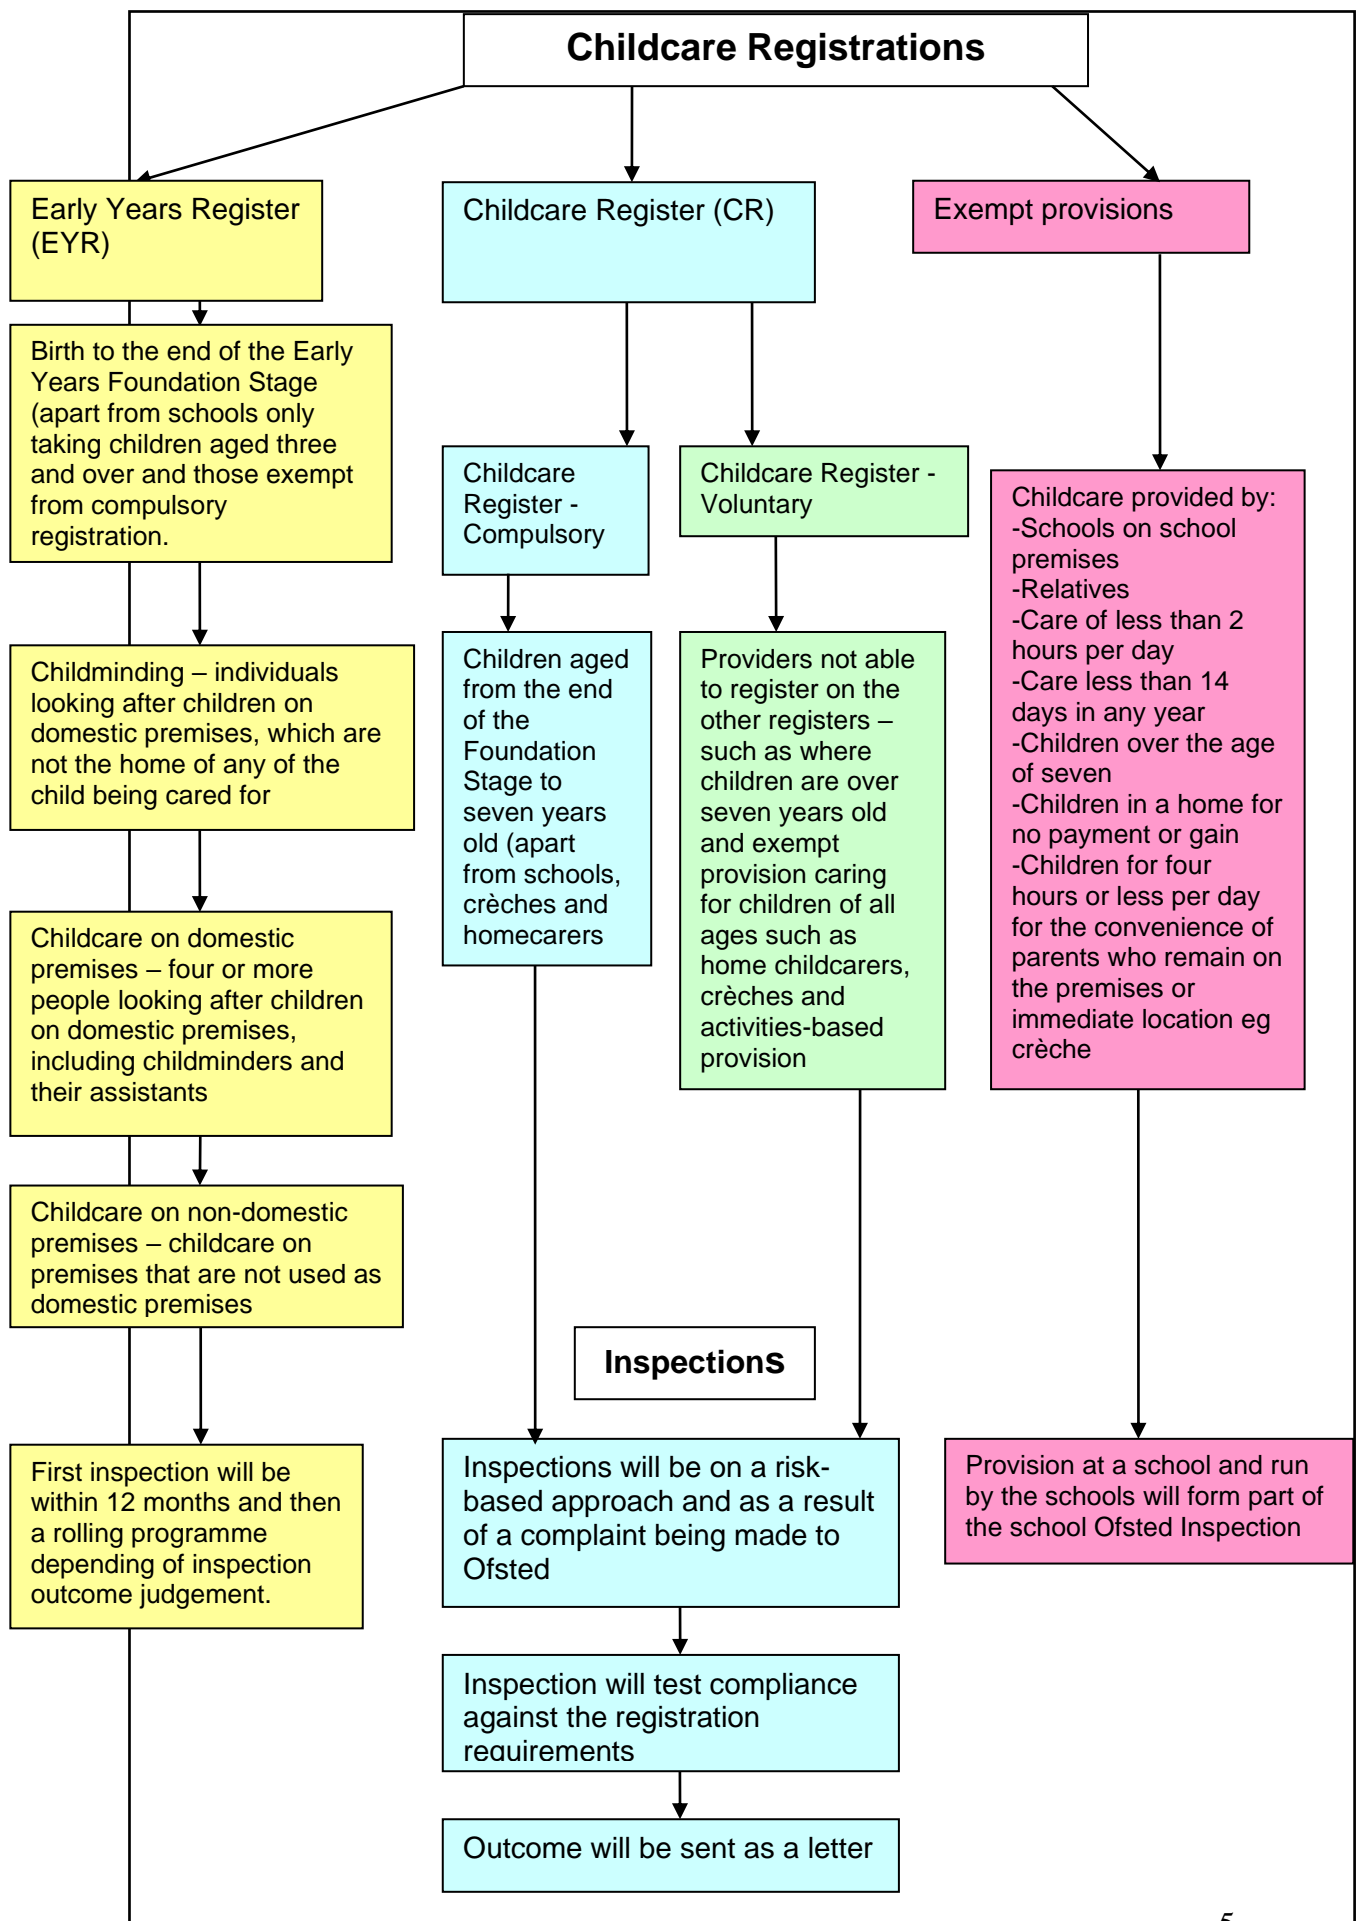 Childcare Registrations
Early Years Register
(EYR)
Birth to the end of the Early
Years Foundation Stage
(apart from schools only
taking children aged three
and over and those exempt
from compulsory
registration.
Childminding – individuals
looking after children on
domestic premises, which are
not the home of any of the
child being cared for
Childcare on domestic
premises – four or more
people looking after children
on domestic premises,
including childminders and
their assistants
Childcare on non-domestic
premises – childcare on
premises that are not used as
domestic premises
First inspection will be
within 12 months and then
a rolling programme
depending of inspection
outcome judgement.
Childcare Register (CR)
Childcare
Register -
Compulsory
Children aged
from the end
of the
Foundation
Stage to
seven years
old (apart
from schools,
crèches and
homecarers
Childcare Register -
Voluntary
Providers not able
to register on the
other registers –
such as where
children are over
seven years old
and exempt
provision caring
for children of all
ages such as
home childcarers,
crèches and
activities-based
provision
Inspections
Inspections will be on a risk-
based approach and as a result
of a complaint being made to
Ofsted
Inspection will test compliance
against the registration
requirements
Outcome will be sent as a letter
Exempt provisions
Childcare provided by:
-Schools on school
premises
-Relatives
-Care of less than 2
hours per day
-Care less than 14
days in any year
-Children over the age
of seven
-Children in a home for
no payment or gain
-Children for four
hours or less per day
for the convenience of
parents who remain on
the premises or
immediate location eg
crèche
Provision at a school and run
by the schools will form part of
the school Ofsted Inspection
5